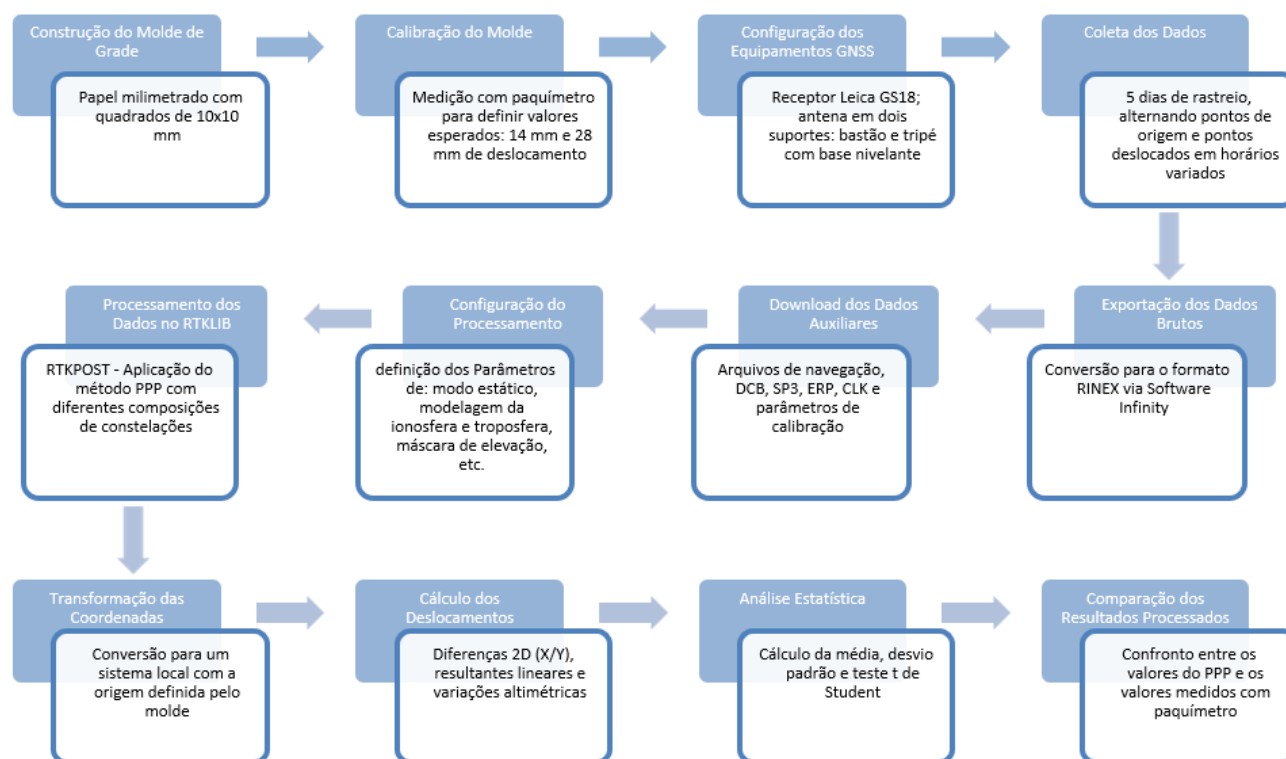 Construção do Molde de
Grade
Papel milimetrado com
quadrados de 10x10
mm
Calibração do Molde
Medição com paquímetro
para definir valores
esperados: 14 mm e 28
mm de deslocamento
Configuração dos
Equipamentos GNSS
Receptor Leica GS18;
antena em dois
suportes: bastão e tripé
com base nivelante
Coleta dos Dados
5 dias de rastreio,
alternando pontos de
origem e pontos
deslocados em horários
variados
Exportação dos Dados
Brutos
Conversão para o formato
RINEX via Software
Infinity
Download dos Dados
Auxiliares
Arquivos de navegação,
DCB, SP3, ERP, CLK e
parâmetros de
calibração
Configuração do
Processamento
definição dos Parâmetros
de: modo estático,
modelagem da
ionosfera e troposfera,
máscara de elevação,
etc.
Processamento dos
Dados no RTKLIB
RTKPOST - Aplicação do
método PPP com
diferentes composições
de constelações
Transformação das
Coordenadas
Conversão para um
sistema local com a
origem definida pelo
molde
Cálculo dos
Deslocamentos
Diferenças 2D (X/Y),
resultantes lineares e
variações altimétricas
Análise Estatística
Cálculo da média, desvio
padrão e teste t de
Student
Comparação dos
Resultados Processados
Confronto entre os
valores do PPP e os
valores medidos com
paquímetro